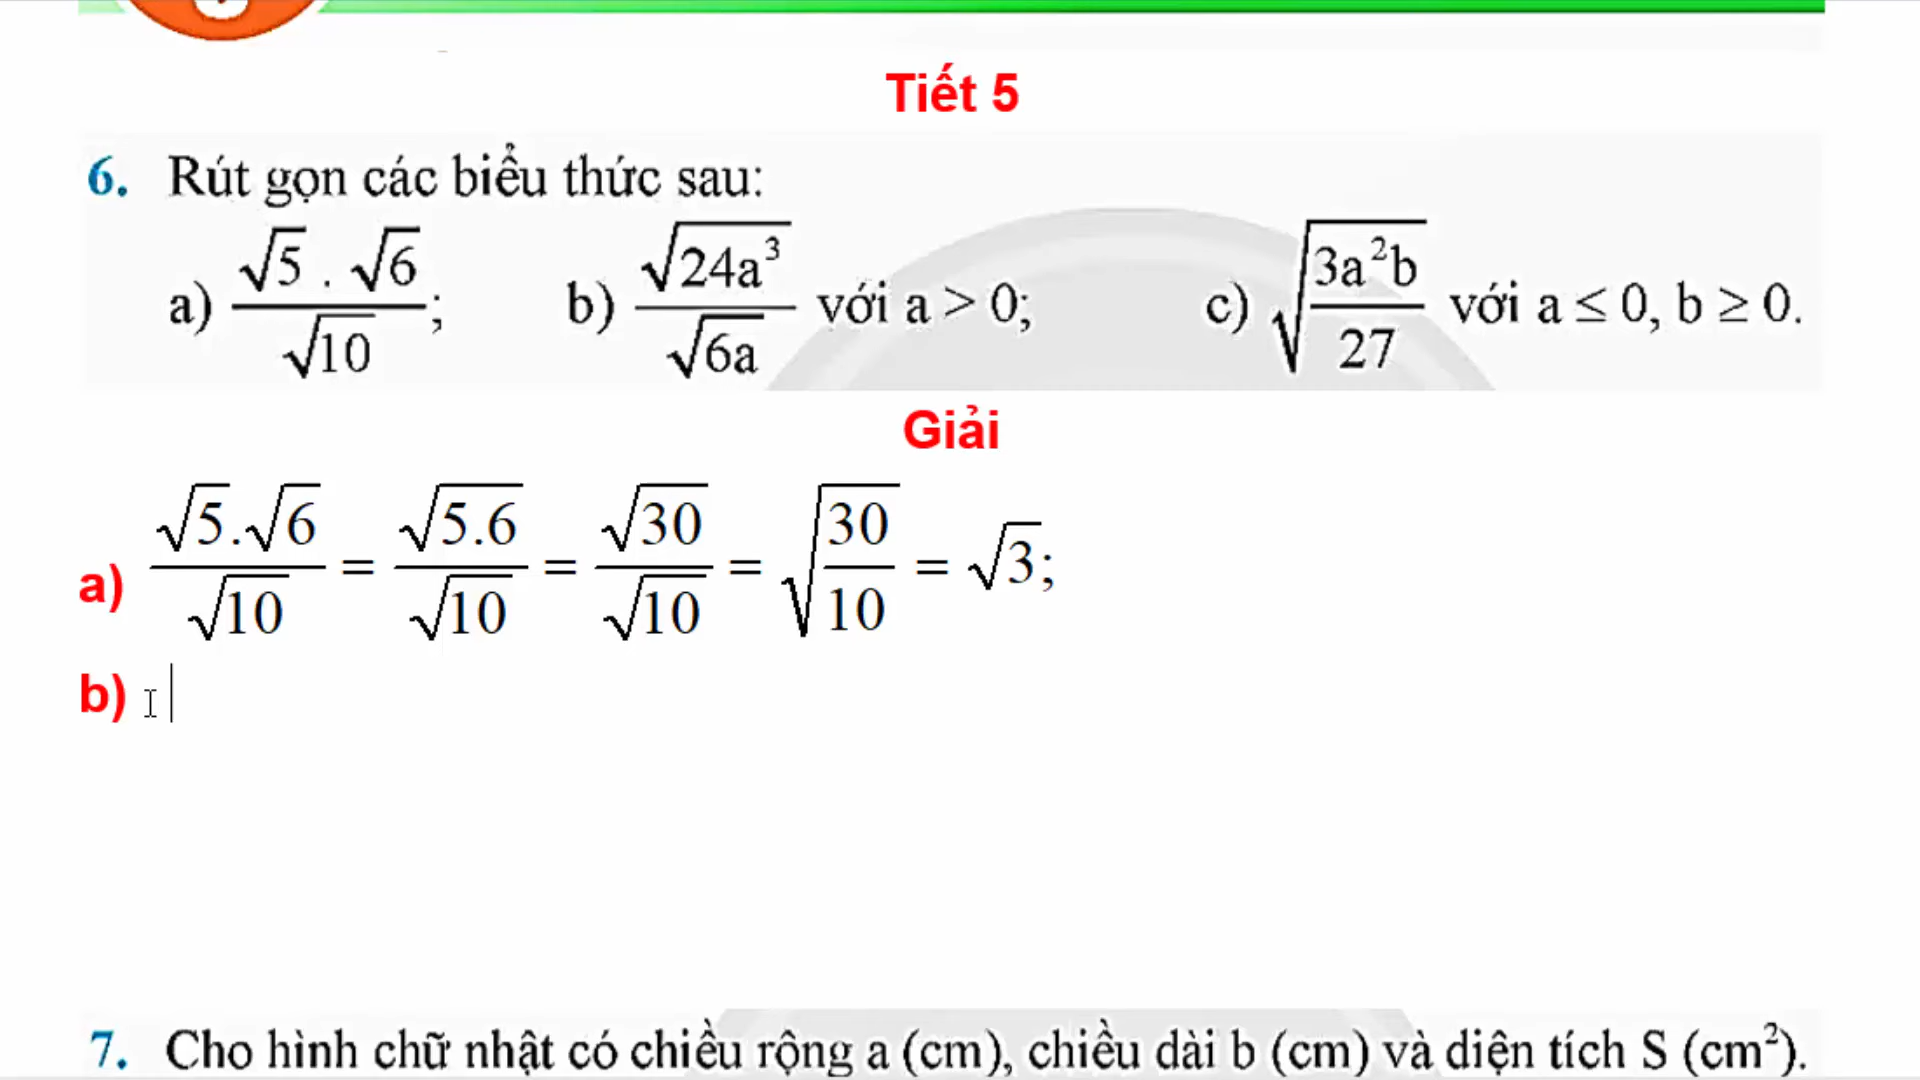 Tiết 5
6. Rút gọn các biểu thức sau:
a) √5 . √6 / √10; b) √24a³ / √6a với a > 0; c) √(3a²b / 27) với a ≤ 0, b ≥ 0.
Giải
a) √5.√6 / √10 = √5.6 / √10 = √30 / √10 = √(30 / 10) = √3;
b)
7. Cho hình chữ nhật có chiều rộng a (cm), chiều dài b (cm) và diện tích S (cm²).